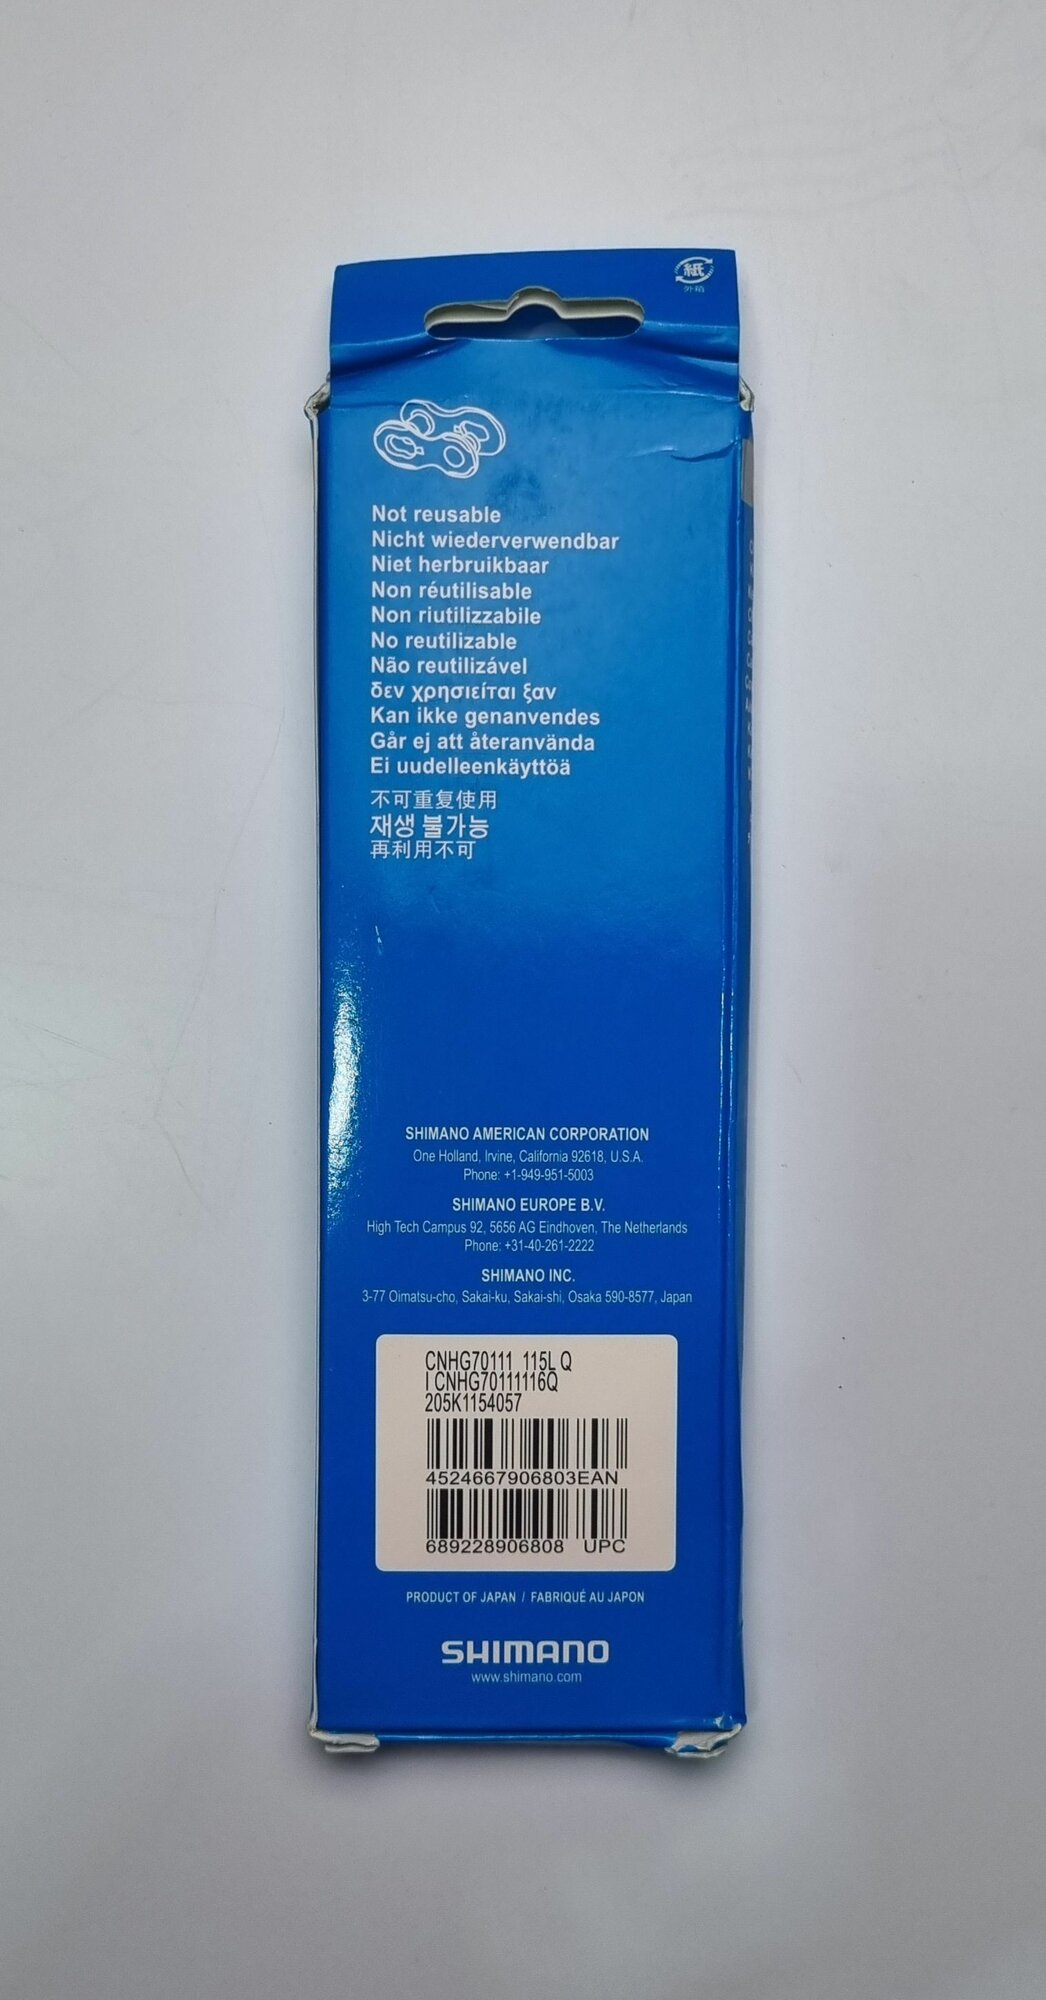 紙
外箱
Not reusable
Nicht wiederverwendbar
Niet herbruikbaar
Non réutilisable
Non riutilizzabile
No reutilizable
Não reutilizável
δεν χρησιείται ξαν
Kan ikke genanvendes
Går ej att återanvända
Ei uudelleenkäyttöä
不可重复使用
재생 불가능
再利用不可
SHIMANO AMERICAN CORPORATION
One Holland, Irvine, California 92618, U.S.A.
Phone: +1-949-951-5003
SHIMANO EUROPE B.V.
High Tech Campus 92, 5656 AG Eindhoven, The Netherlands
Phone: +31-40-261-2222
SHIMANO INC.
3-77 Oimatsu-cho, Sakai-ku, Sakai-shi, Osaka 590-8577, Japan
CNHG70111 115L Q
I CNHG70111116Q
205K1154057
4524667906803EAN
689228906808 UPC
PRODUCT OF JAPAN / FABRIQUÉ AU JAPON
SHIMANO
www.shimano.com